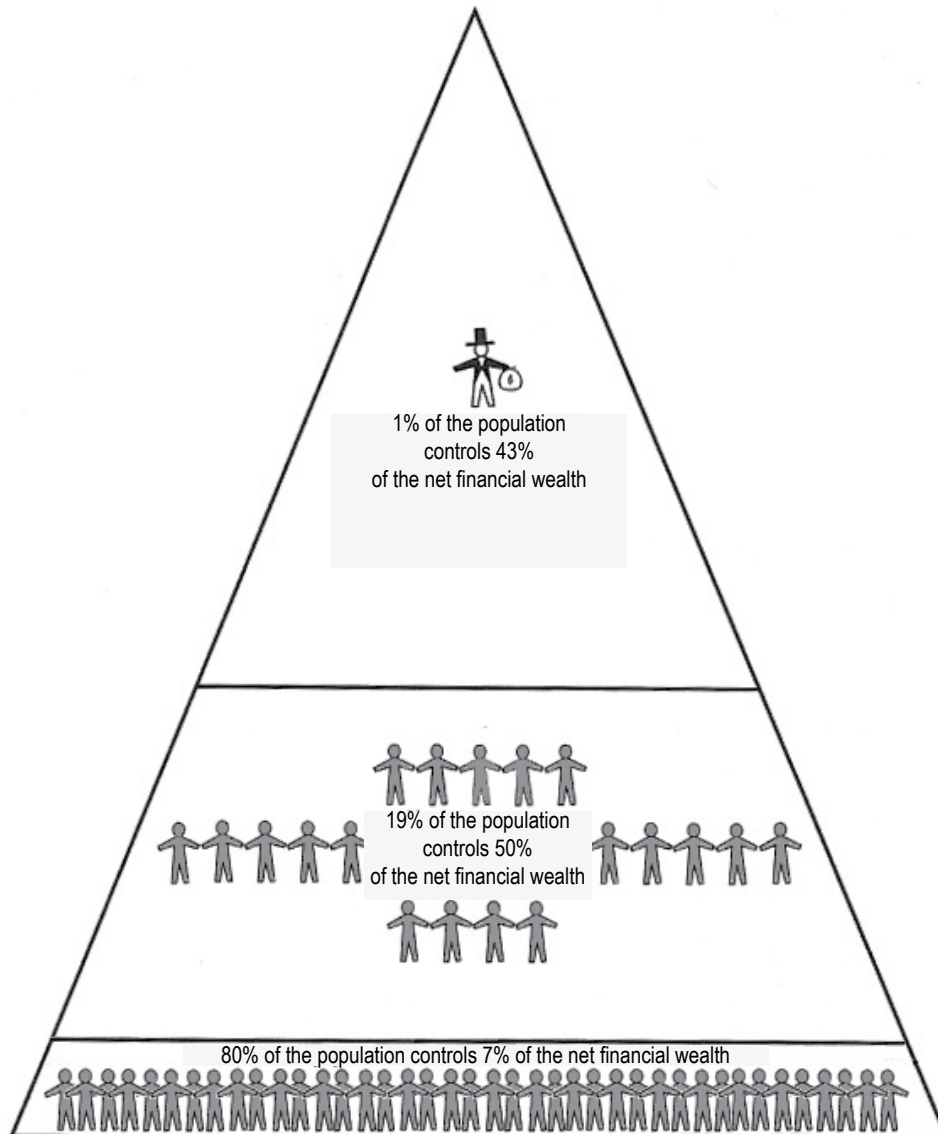 1% of the population
controls 43%
of the net financial wealth
19% of the population
controls 50%
of the net financial wealth
80% of the population controls 7% of the net financial wealth